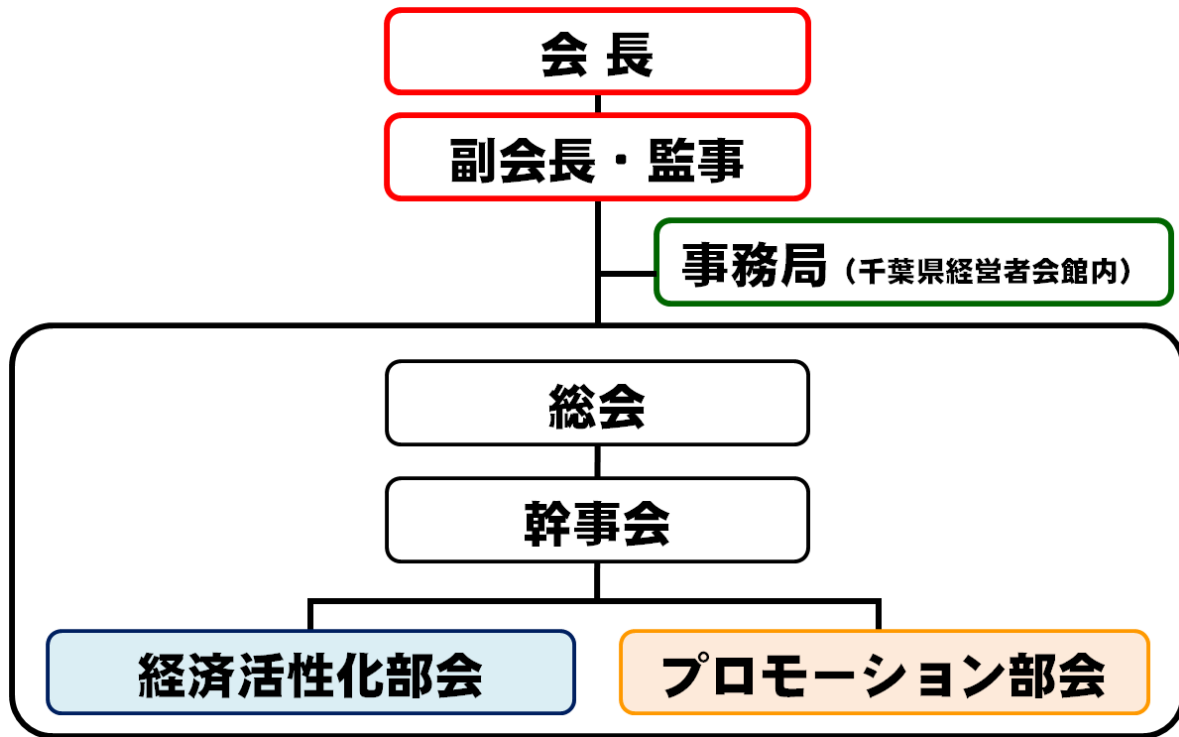 会 長
副会長・監事
事務局（千葉県経営者会館内）
総会
幹事会
経済活性化部会
プロモーション部会